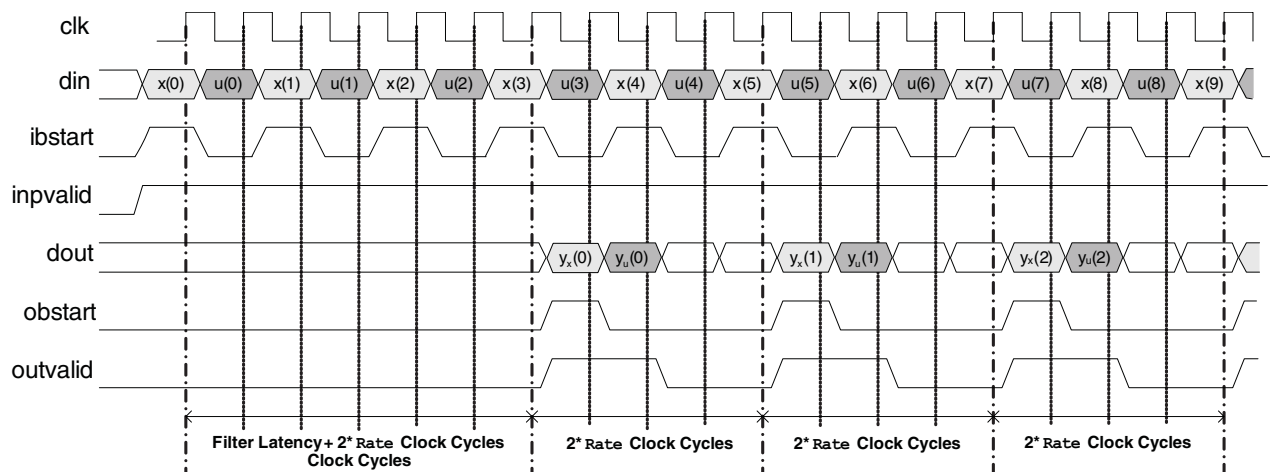 clk
din x(0) u(0) x(1) u(1) x(2) u(2) x(3) u(3) x(4) u(4) x(5) u(5) x(6) u(6) x(7) u(7) x(8) u(8) x(9)
ibstart
inpvalid
dout yₓ(0) yᵤ(0) yₓ(1) yᵤ(1) yₓ(2) yᵤ(2)
obstart
outvalid
Filter Latency + 2* Rate Clock Cycles
Clock Cycles
2* Rate Clock Cycles
2* Rate Clock Cycles
2* Rate Clock Cycles